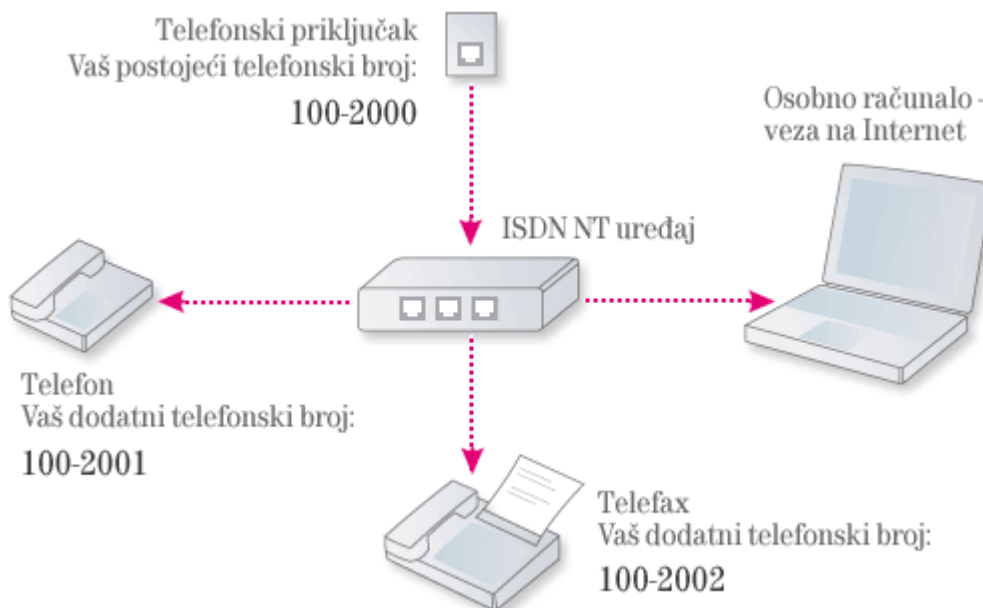 Telefonski priključak
Vaš postojeći telefonski broj:
100-2000
Osobno računalo -
veza na Internet
ISDN NT uređaj
Telefon
Vaš dodatni telefonski broj:
100-2001
Telefax
Vaš dodatni telefonski broj:
100-2002